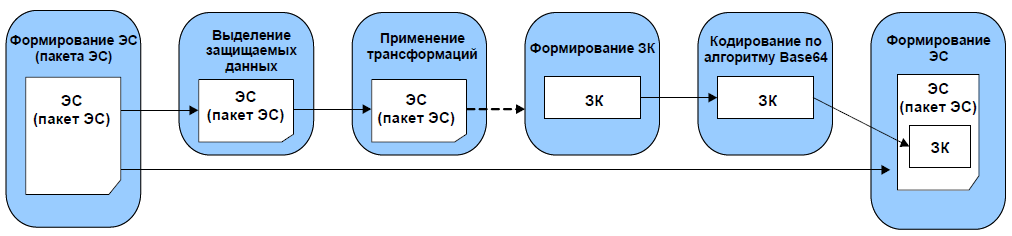 Формирование ЭС
(пакета ЭС)
ЭС
(пакет ЭС)
Выделение
защищаемых
данных
ЭС
(пакет ЭС)
Применение
трансформаций
ЭС
(пакет ЭС)
Формирование ЗК
ЗК
Кодирование по
алгоритму Base64
ЗК
Формирование
ЭС
ЭС
(пакет ЭС)
ЗК